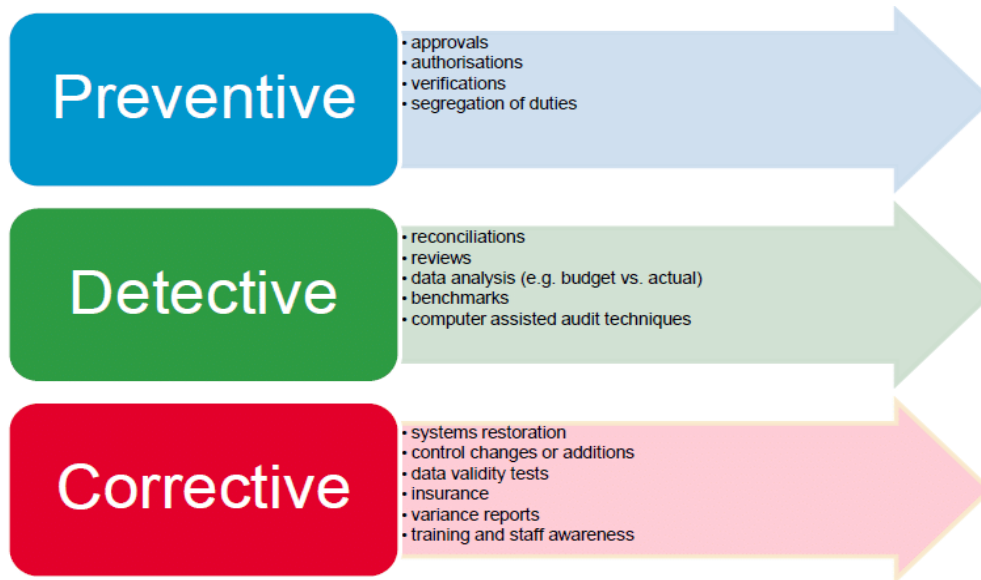 Preventive
• approvals
• authorisations
• verifications
• segregation of duties
Detective
• reconciliations
• reviews
• data analysis (e.g. budget vs. actual)
• benchmarks
• computer assisted audit techniques
Corrective
• systems restoration
• control changes or additions
• data validity tests
• insurance
• variance reports
• training and staff awareness